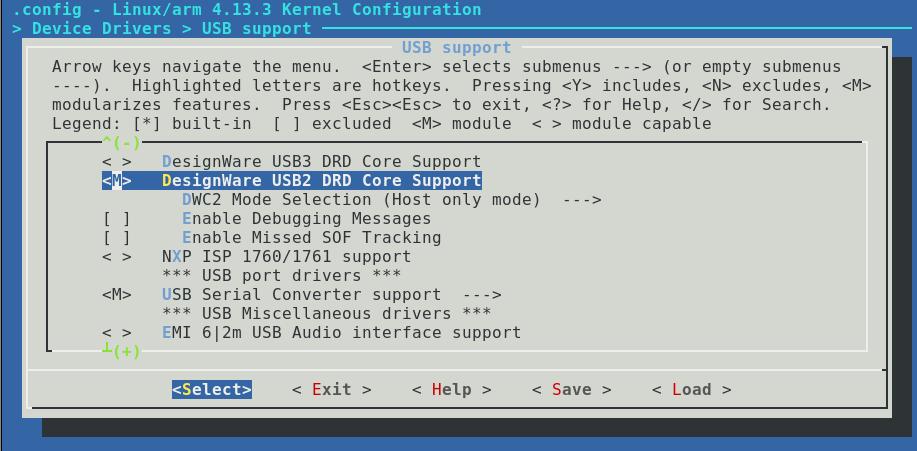 .config - Linux/arm 4.13.3 Kernel Configuration
> Device Drivers > USB support
USB support
Arrow keys navigate the menu.  <Enter> selects submenus ---> (or empty submenus
----).  Highlighted letters are hotkeys.  Pressing <Y> includes, <N> excludes, <M>
modularizes features.  Press <Esc><Esc> to exit, <?> for Help, </> for Search.
Legend: [*] built-in  [ ] excluded  <M> module  < > module capable
^(-)
< >   DesignWare USB3 DRD Core Support
<M>   DesignWare USB2 DRD Core Support
DWC2 Mode Selection (Host only mode)  --->
[ ]     Enable Debugging Messages
[ ]     Enable Missed SOF Tracking
< >   NXP ISP 1760/1761 support
*** USB port drivers ***
<M>   USB Serial Converter support  --->
*** USB Miscellaneous drivers ***
< >   EMI 6|2m USB Audio interface support
┴(+)
<Select>    < Exit >    < Help >    < Save >    < Load >